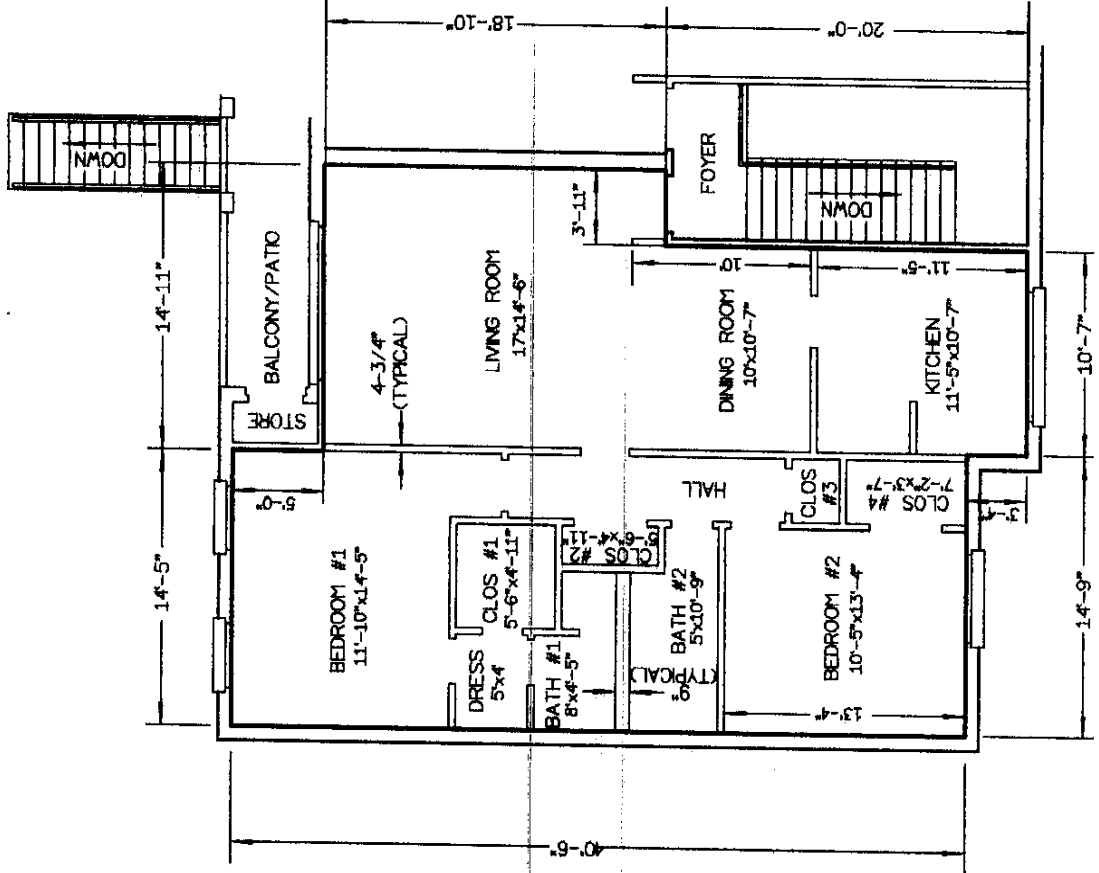 18'-10"
20'-0"
DOWN
14'-11"
BALCONY/PATIO
STORE
4-3/4"
(TYPICAL)
LIVING ROOM
17'x14'-6"
3'-11"
FOYER
DOWN
10'
11'-5"
DINING ROOM
10'x10'-7"
KITCHEN
11'-5"x10'-7"
10'-7"
14'-5"
5'-0"
BEDROOM #1
11'-10"x14'-5"
CLOS #1
5'-6"x4'-11"
CLOS #2
4'-11"
HALL
CLOS
#3
CLOS #4
7'-2"x3'-7"
3'-4"
DRESS
5'x4'
BATH #1
8'x4'-5"
BATH #2
5'x10'-9"
(TYPICAL)
9"
BEDROOM #2
10'-5"x13'-4"
13'-4"
14'-9"
40'-6"